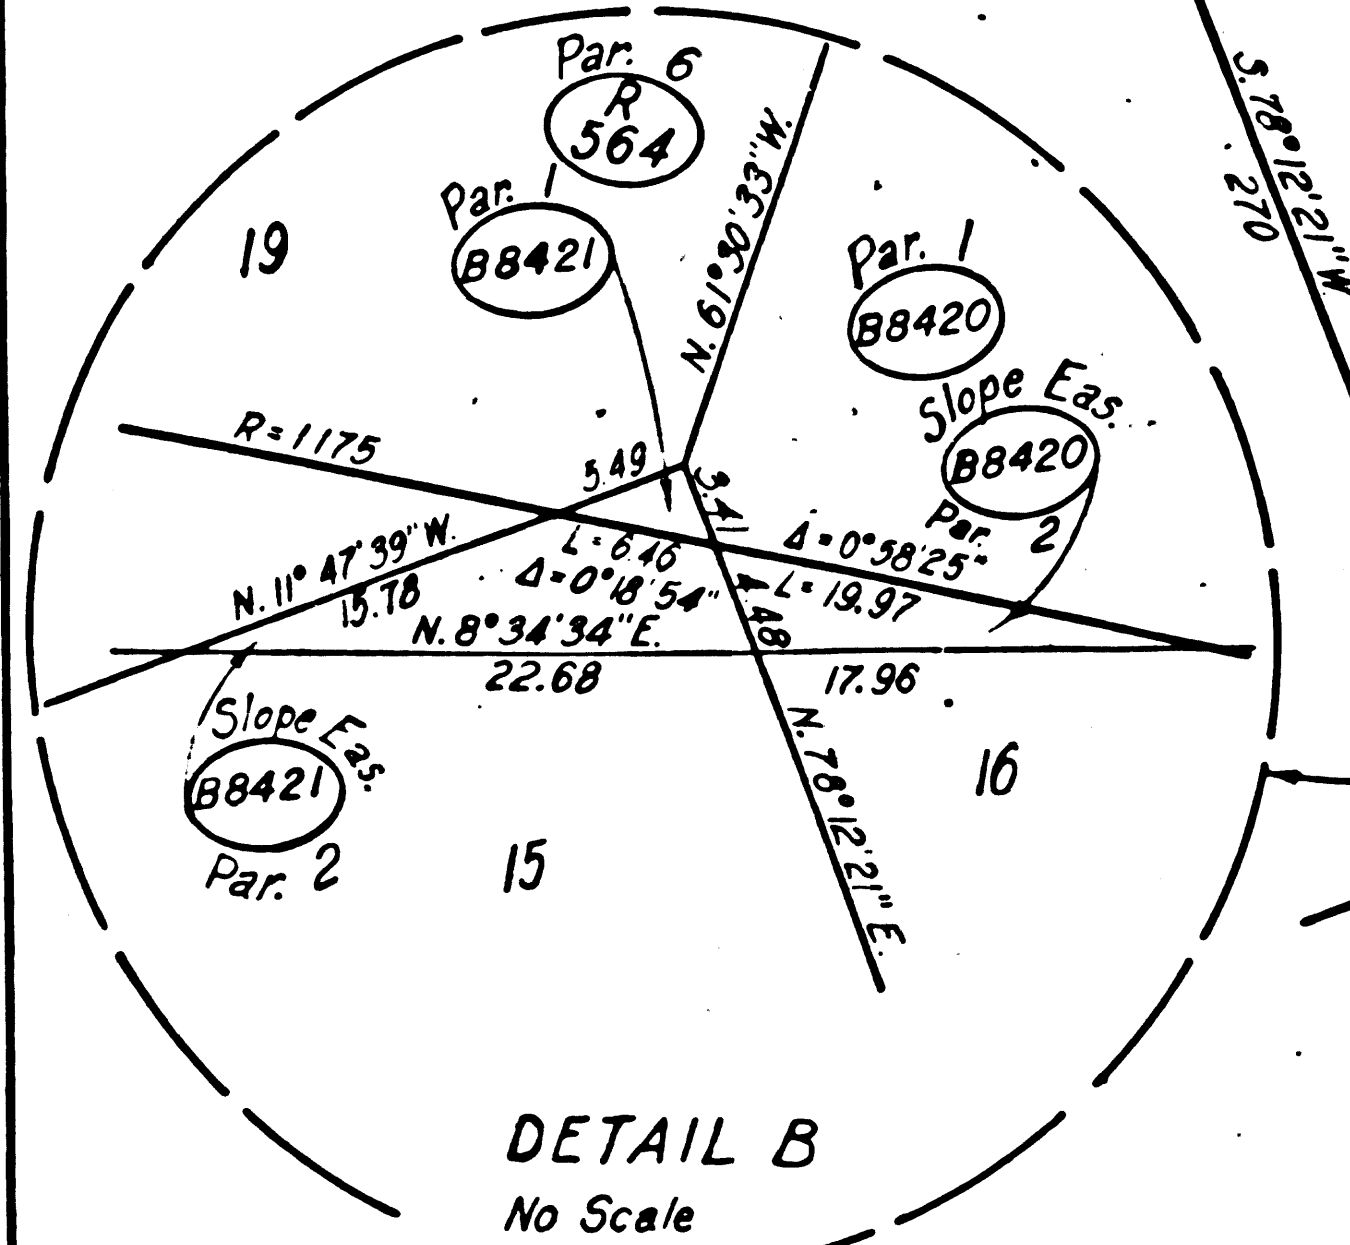 Par. 6
R
564
Par. 1
B8421
19
N. 61°30'33"W.
S. 78°12'21"W
270
Par. 1
B8420
Slope Eas.
B8420
Par. 2
R=1175
5.49
3.41
N. 11° 47'39"W.
15.78
L=6.46
Δ=0°18'54"
Δ=0°58'25"
L=19.97
4.48
N. 8°34'34"E.
22.68
17.96
N. 78°12'21"E.
Slope Eas.
B8421
Par. 2
15
16
DETAIL B
No Scale